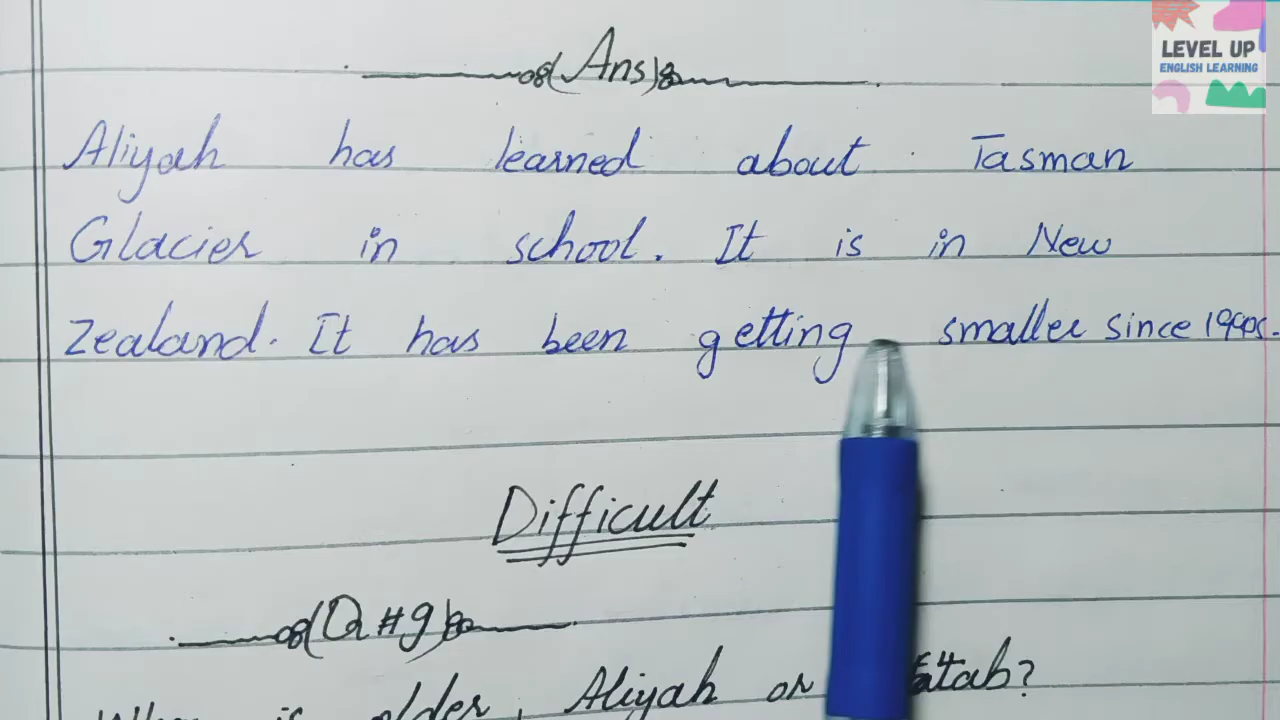 LEVEL UP
ENGLISH LEARNING
(Ans)
Aliyah has learned about Tasman
Glacier in school. It is in New
Zealand. It has been getting smaller since 1990s.
Difficult
(Q # 9)
is older, Aliyah or